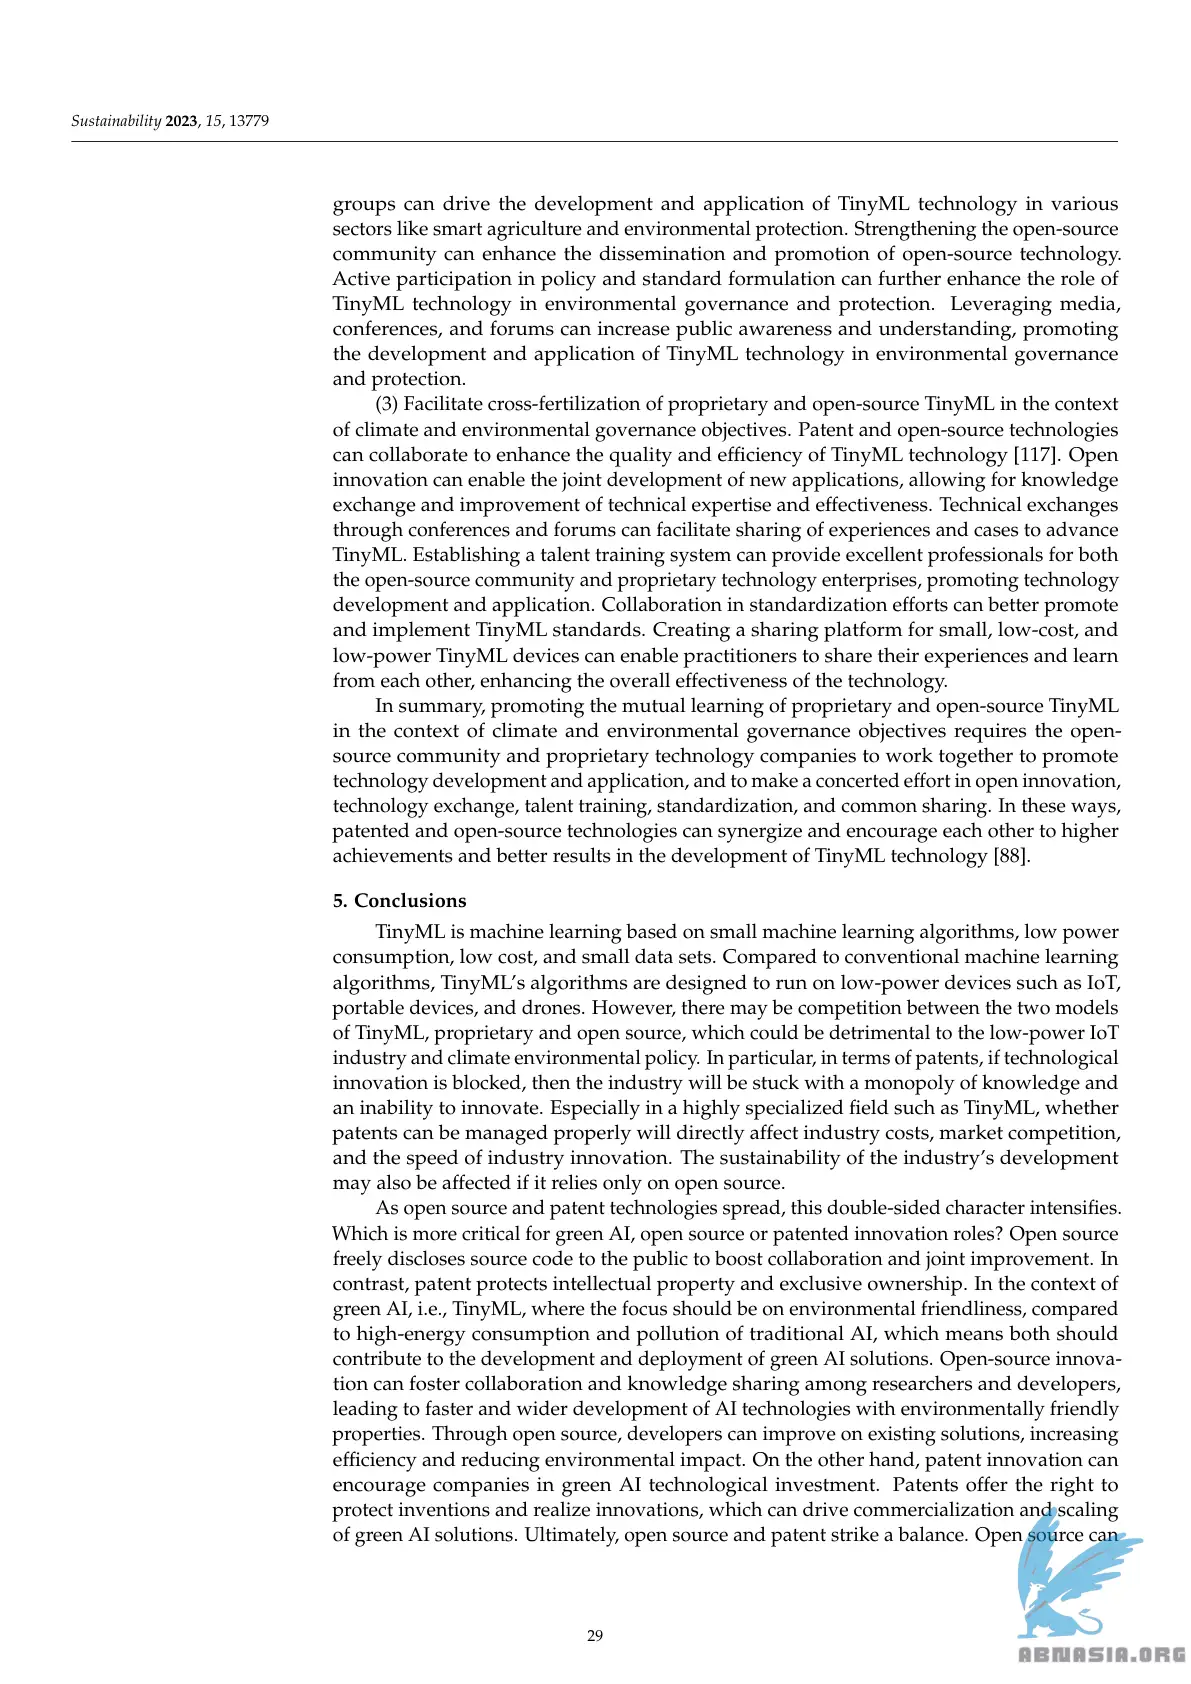 Sustainability 2023, 15, 13779
groups can drive the development and application of TinyML technology in various
sectors like smart agriculture and environmental protection. Strengthening the open-source
community can enhance the dissemination and promotion of open-source technology.
Active participation in policy and standard formulation can further enhance the role of
TinyML technology in environmental governance and protection. Leveraging media,
conferences, and forums can increase public awareness and understanding, promoting
the development and application of TinyML technology in environmental governance
and protection.
(3) Facilitate cross-fertilization of proprietary and open-source TinyML in the context
of climate and environmental governance objectives. Patent and open-source technologies
can collaborate to enhance the quality and efficiency of TinyML technology [117]. Open
innovation can enable the joint development of new applications, allowing for knowledge
exchange and improvement of technical expertise and effectiveness. Technical exchanges
through conferences and forums can facilitate sharing of experiences and cases to advance
TinyML. Establishing a talent training system can provide excellent professionals for both
the open-source community and proprietary technology enterprises, promoting technology
development and application. Collaboration in standardization efforts can better promote
and implement TinyML standards. Creating a sharing platform for small, low-cost, and
low-power TinyML devices can enable practitioners to share their experiences and learn
from each other, enhancing the overall effectiveness of the technology.
In summary, promoting the mutual learning of proprietary and open-source TinyML
in the context of climate and environmental governance objectives requires the open-
source community and proprietary technology companies to work together to promote
technology development and application, and to make a concerted effort in open innovation,
technology exchange, talent training, standardization, and common sharing. In these ways,
patented and open-source technologies can synergize and encourage each other to higher
achievements and better results in the development of TinyML technology [88].
5. Conclusions
TinyML is machine learning based on small machine learning algorithms, low power
consumption, low cost, and small data sets. Compared to conventional machine learning
algorithms, TinyML's algorithms are designed to run on low-power devices such as IoT,
portable devices, and drones. However, there may be competition between the two models
of TinyML, proprietary and open source, which could be detrimental to the low-power IoT
industry and climate environmental policy. In particular, in terms of patents, if technological
innovation is blocked, then the industry will be stuck with a monopoly of knowledge and
an inability to innovate. Especially in a highly specialized field such as TinyML, whether
patents can be managed properly will directly affect industry costs, market competition,
and the speed of industry innovation. The sustainability of the industry's development
may also be affected if it relies only on open source.
As open source and patent technologies spread, this double-sided character intensifies.
Which is more critical for green AI, open source or patented innovation roles? Open source
freely discloses source code to the public to boost collaboration and joint improvement. In
contrast, patent protects intellectual property and exclusive ownership. In the context of
green AI, i.e., TinyML, where the focus should be on environmental friendliness, compared
to high-energy consumption and pollution of traditional AI, which means both should
contribute to the development and deployment of green AI solutions. Open-source innova-
tion can foster collaboration and knowledge sharing among researchers and developers,
leading to faster and wider development of AI technologies with environmentally friendly
properties. Through open source, developers can improve on existing solutions, increasing
efficiency and reducing environmental impact. On the other hand, patent innovation can
encourage companies in green AI technological investment. Patents offer the right to
protect inventions and realize innovations, which can drive commercialization and scaling
of green AI solutions. Ultimately, open source and patent strike a balance. Open source can
29
ABNASIA.ORG